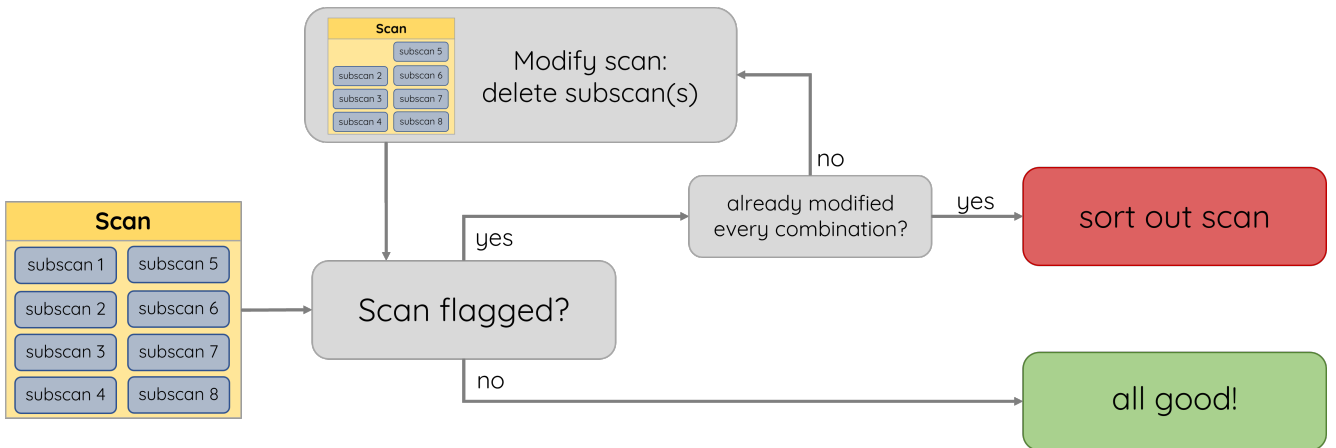 Scan
subscan 5
subscan 2
subscan 6
subscan 3
subscan 7
subscan 4
subscan 8
Modify scan:
delete subscan(s)
no
already modified
every combination?
yes
sort out scan
Scan
subscan 1
subscan 5
subscan 2
subscan 6
subscan 3
subscan 7
subscan 4
subscan 8
yes
Scan flagged?
no
all good!